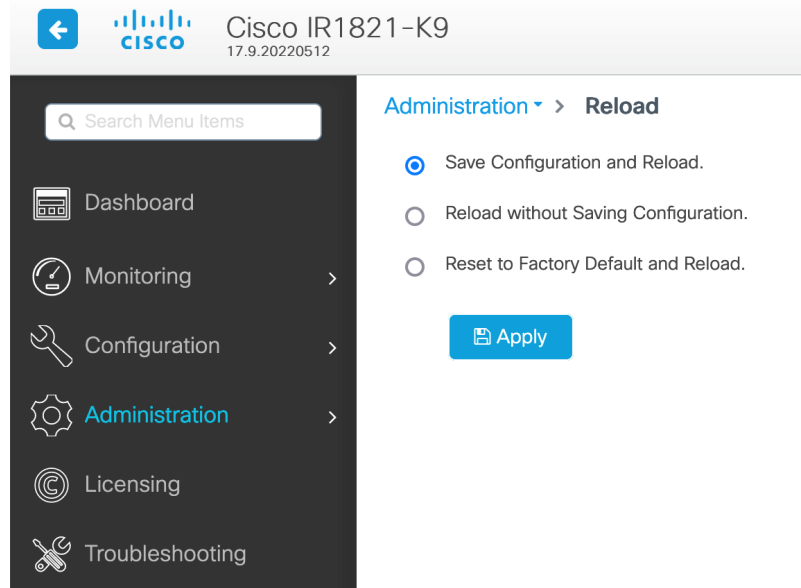 CISCO
Cisco IR1821-K9
17.9.20220512
Search Menu Items
Dashboard
Monitoring
Configuration
Administration
Licensing
Troubleshooting
Administration > Reload
Save Configuration and Reload.
Reload without Saving Configuration.
Reset to Factory Default and Reload.
Apply